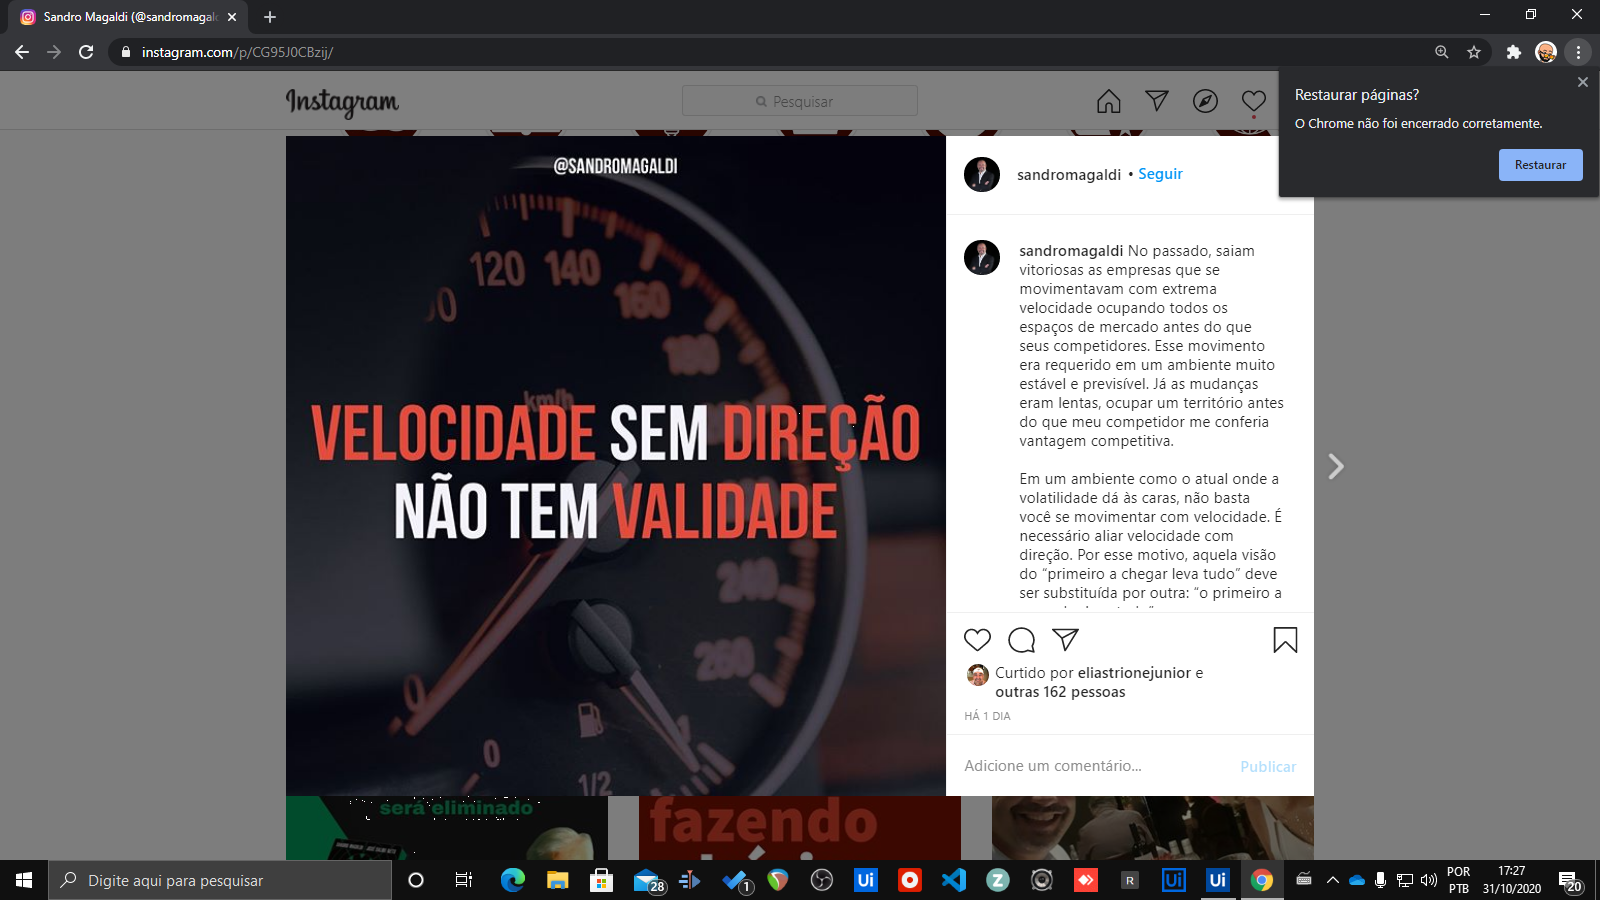 Sandro Magaldi (@sandromagald
instagram.com/p/CG95J0CBzij/
Restaurar páginas?
O Chrome não foi encerrado corretamente.
Restaurar
Instagram
Pesquisar
@SANDROMAGALDI
120 140 160 180
km/h
VELOCIDADE SEM DIREÇÃO
NÃO TEM VALIDADE
240
260
0
0
1/2
sandromagaldi • Seguir
sandromagaldi No passado, saiam
vitoriosas as empresas que se
movimentavam com extrema
velocidade ocupando todos os
espaços de mercado antes do que
seus competidores. Esse movimento
era requerido em um ambiente muito
estável e previsível. Já as mudanças
eram lentas, ocupar um território antes
do que meu competidor me conferia
vantagem competitiva.
Em um ambiente como o atual onde a
volatilidade dá às caras, não basta
você se movimentar com velocidade. É
necessário aliar velocidade com
direção. Por esse motivo, aquela visão
do “primeiro a chegar leva tudo” deve
ser substituída por outra: “o primeiro a
Curtido por eliastrionejunior e
outras 162 pessoas
HÁ 1 DIA
Adicione um comentário...
Publicar
será eliminado
fazendo
Digite aqui para pesquisar
28
1
Ui
R
Ui
Ui
POR
PTB
17:27
31/10/2020
20